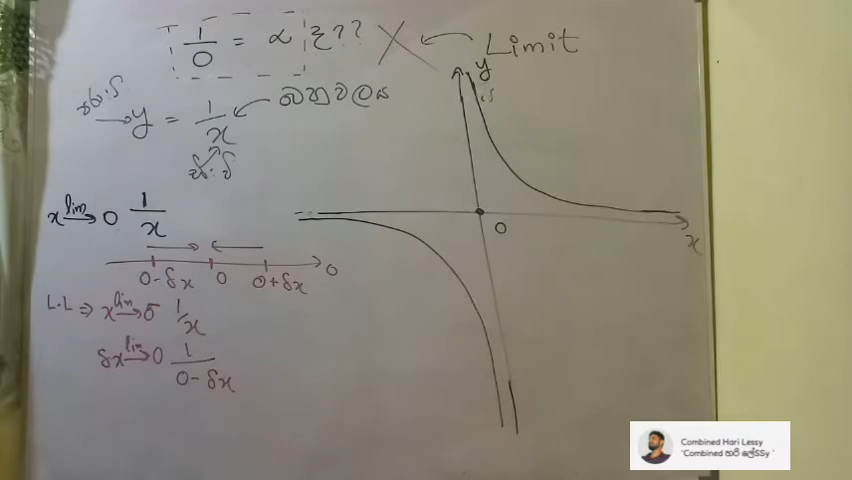 1/0 = ∝ ද??
Limit
y = 1/x
බහාවලය
lim x→0 1/x
0-δx 0 0+δx
L.L ⇒ lim x→0⁻ 1/x
lim δx→0 1/(0-δx)
y
0
x
Combined Hari Lessy
'Combined හරි ලේSSy '